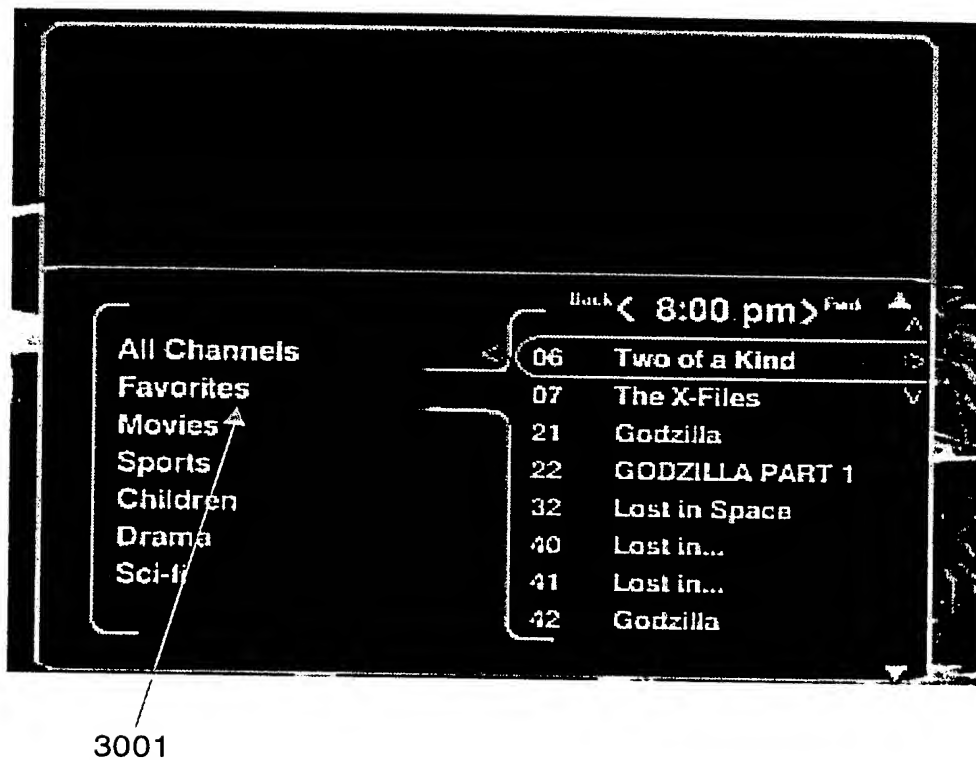 Back < 8:00 pm > Fwd
All Channels
Favorites
Movies
Sports
Children
Drama
Sci-fi
06 Two of a Kind
07 The X-Files
21 Godzilla
22 GODZILLA PART 1
32 Lost in Space
40 Lost in...
41 Lost in...
42 Godzilla
3001